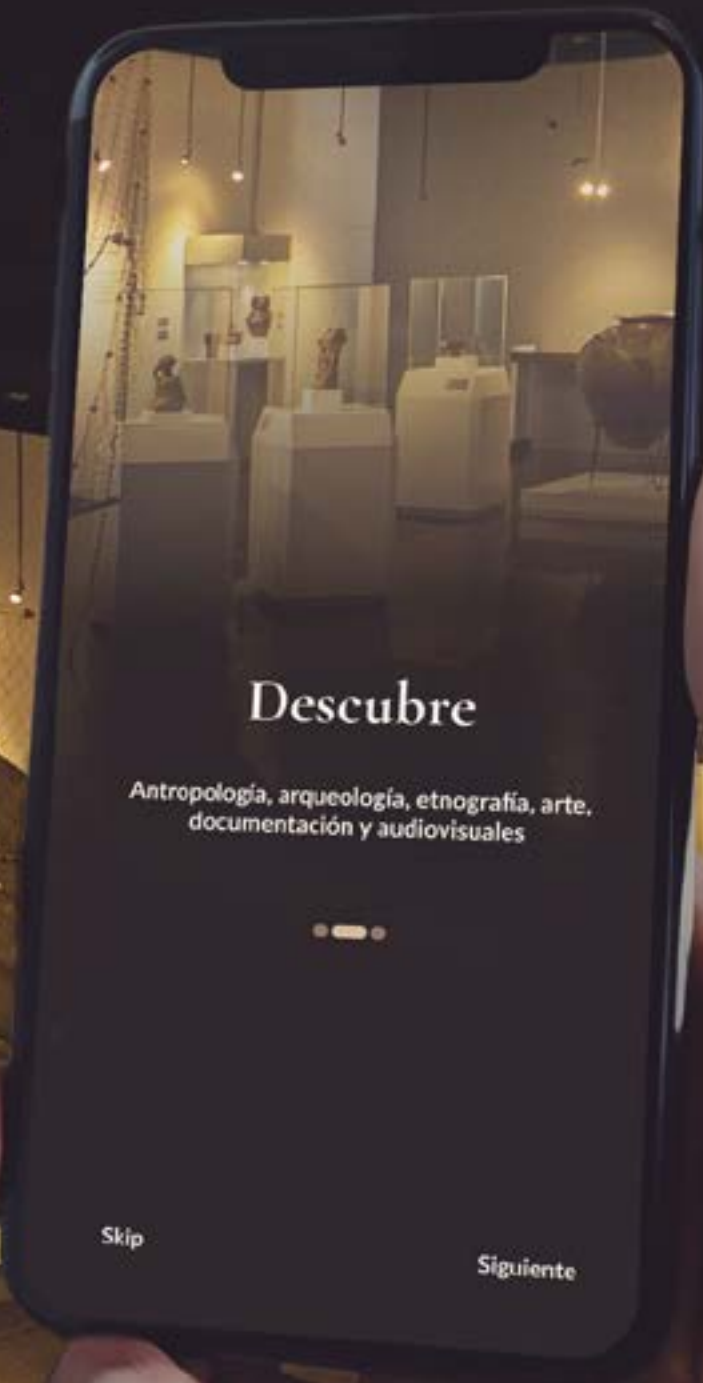 Descubre
Antropología, arqueología, etnografía, arte,
documentación y audiovisuales
Skip
Siguiente